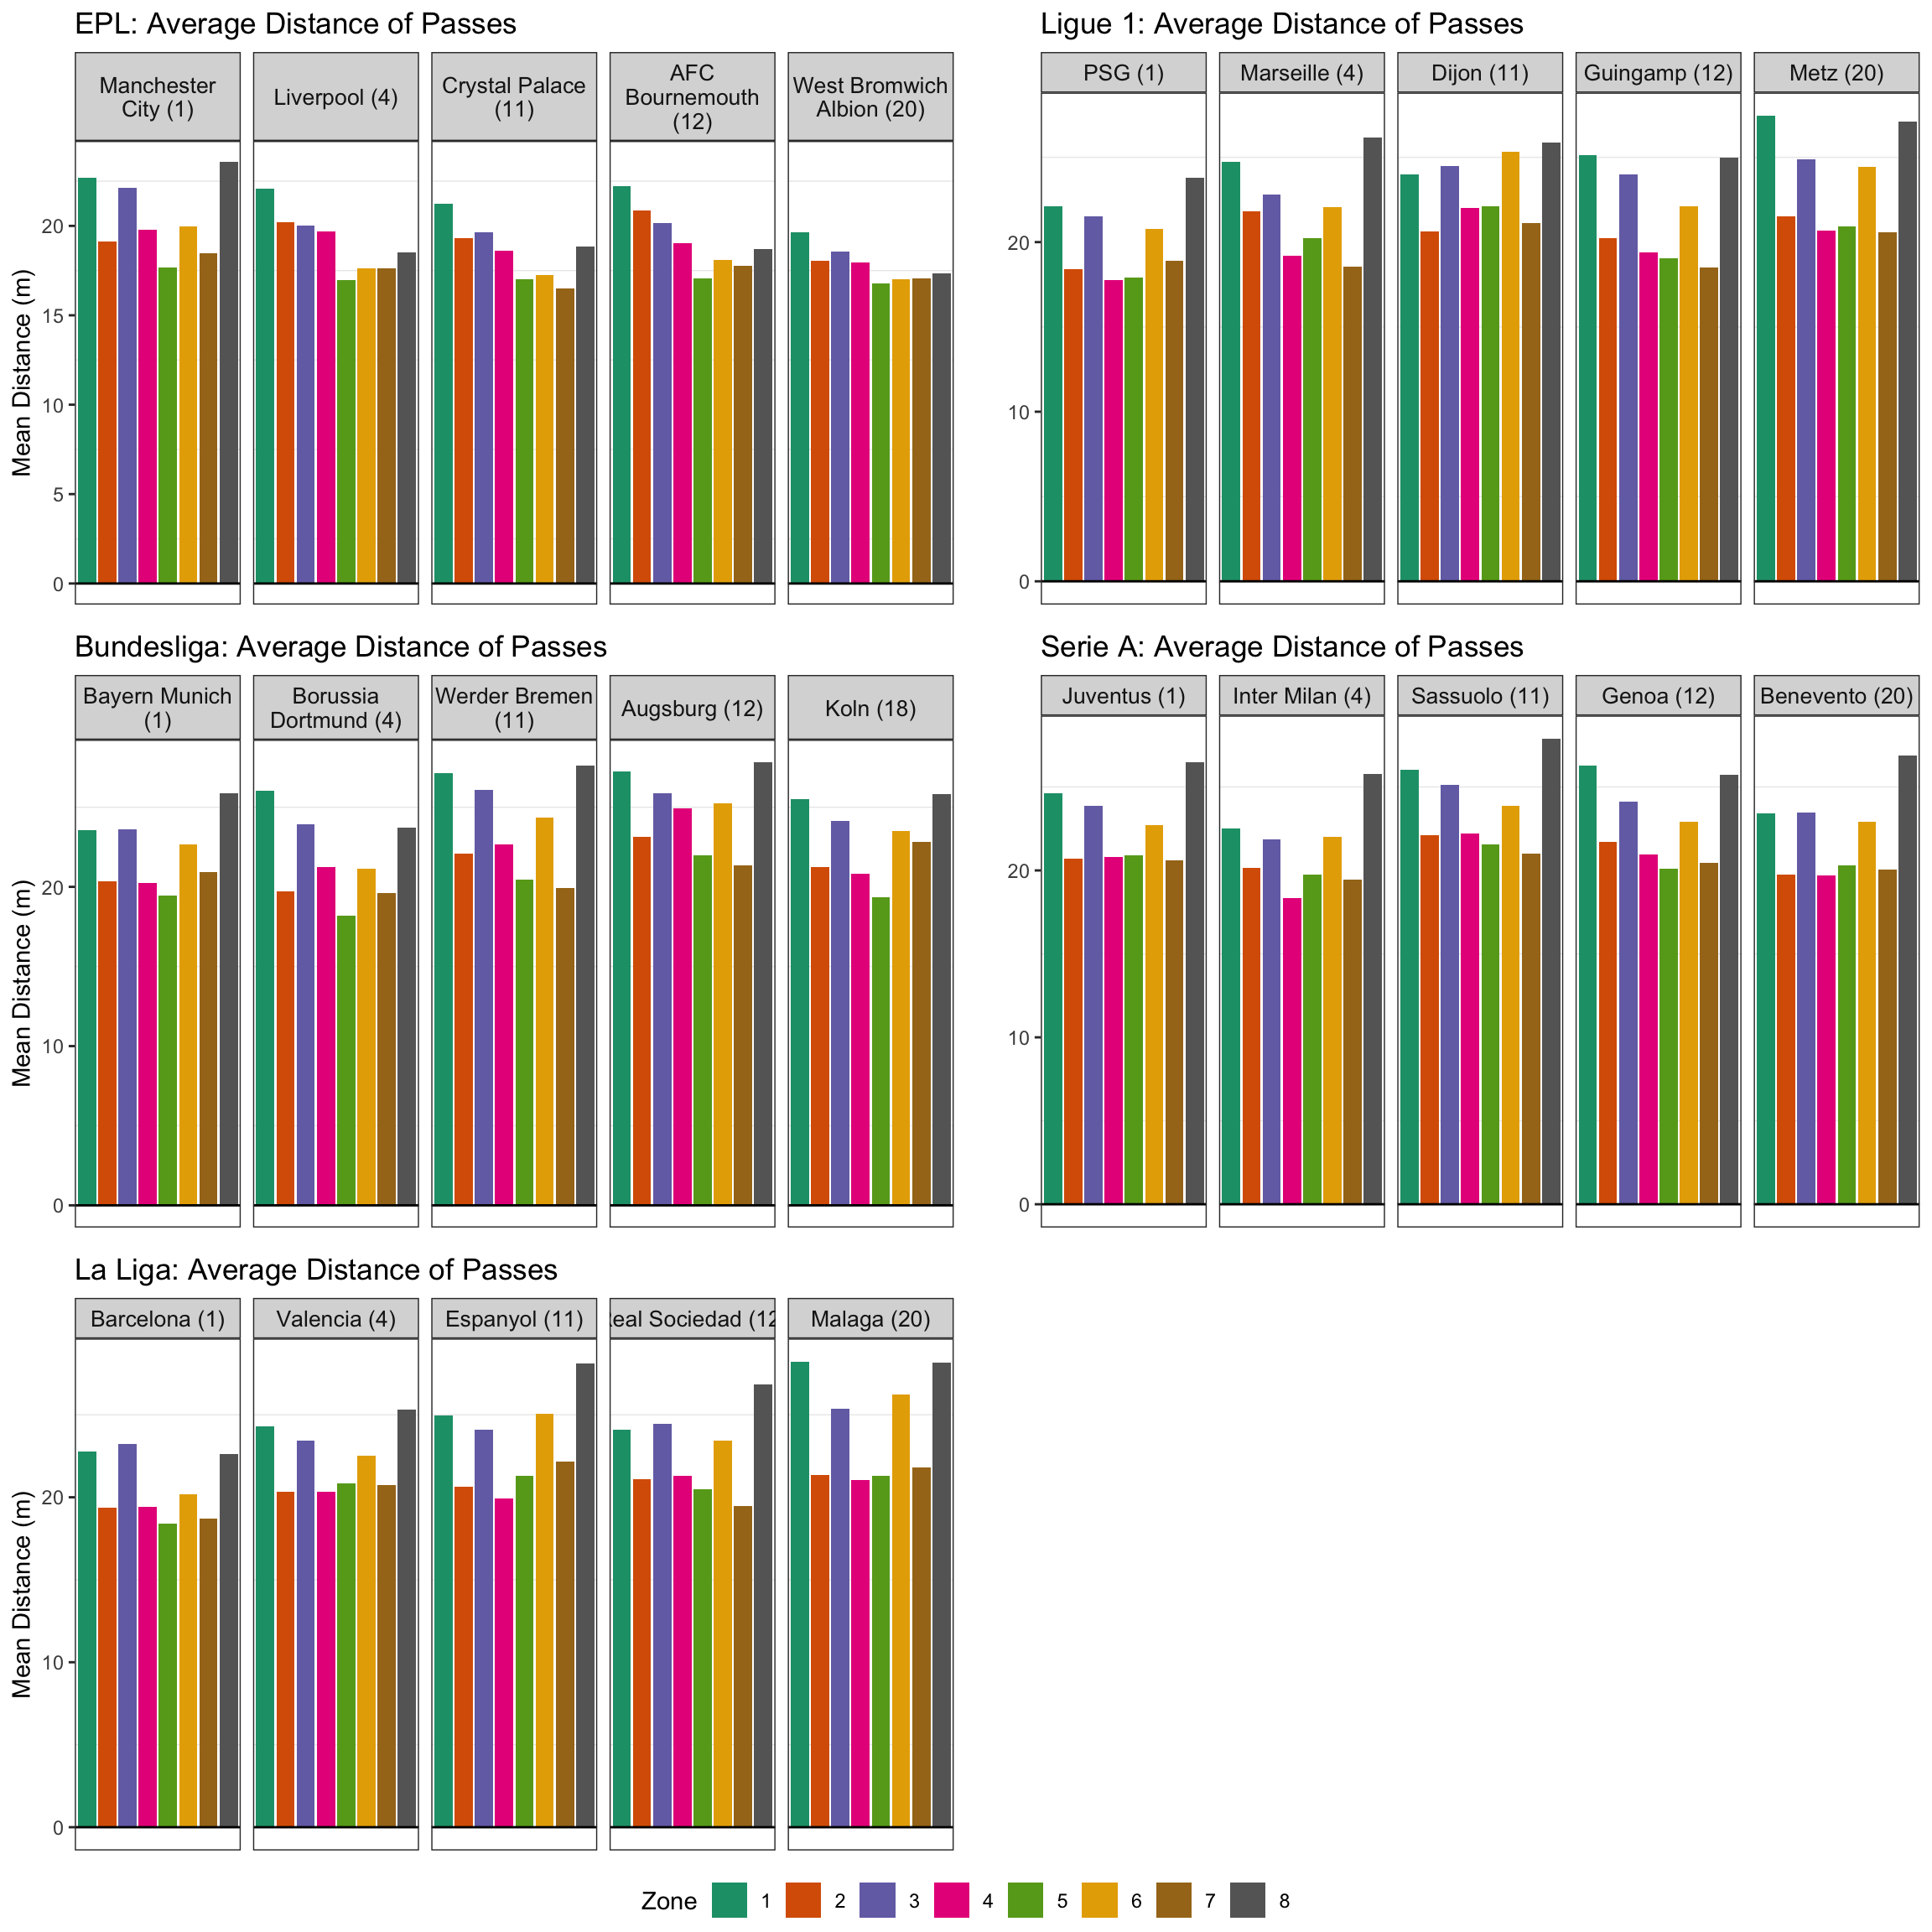 EPL: Average Distance of Passes
Manchester
City (1)
Liverpool (4)
Crystal Palace
(11)
AFC
Bournemouth
(12)
West Bromwich
Albion (20)
Mean Distance (m)
20
15
10
5
0
Ligue 1: Average Distance of Passes
PSG (1)
Marseille (4)
Dijon (11)
Guingamp (12)
Metz (20)
20
10
0
Bundesliga: Average Distance of Passes
Bayern Munich
(1)
Borussia
Dortmund (4)
Werder Bremen
(11)
Augsburg (12)
Koln (18)
Mean Distance (m)
20
10
0
Serie A: Average Distance of Passes
Juventus (1)
Inter Milan (4)
Sassuolo (11)
Genoa (12)
Benevento (20)
20
10
0
La Liga: Average Distance of Passes
Barcelona (1)
Valencia (4)
Espanyol (11)
eal Sociedad (12
Malaga (20)
Mean Distance (m)
20
10
0
Zone 1 2 3 4 5 6 7 8